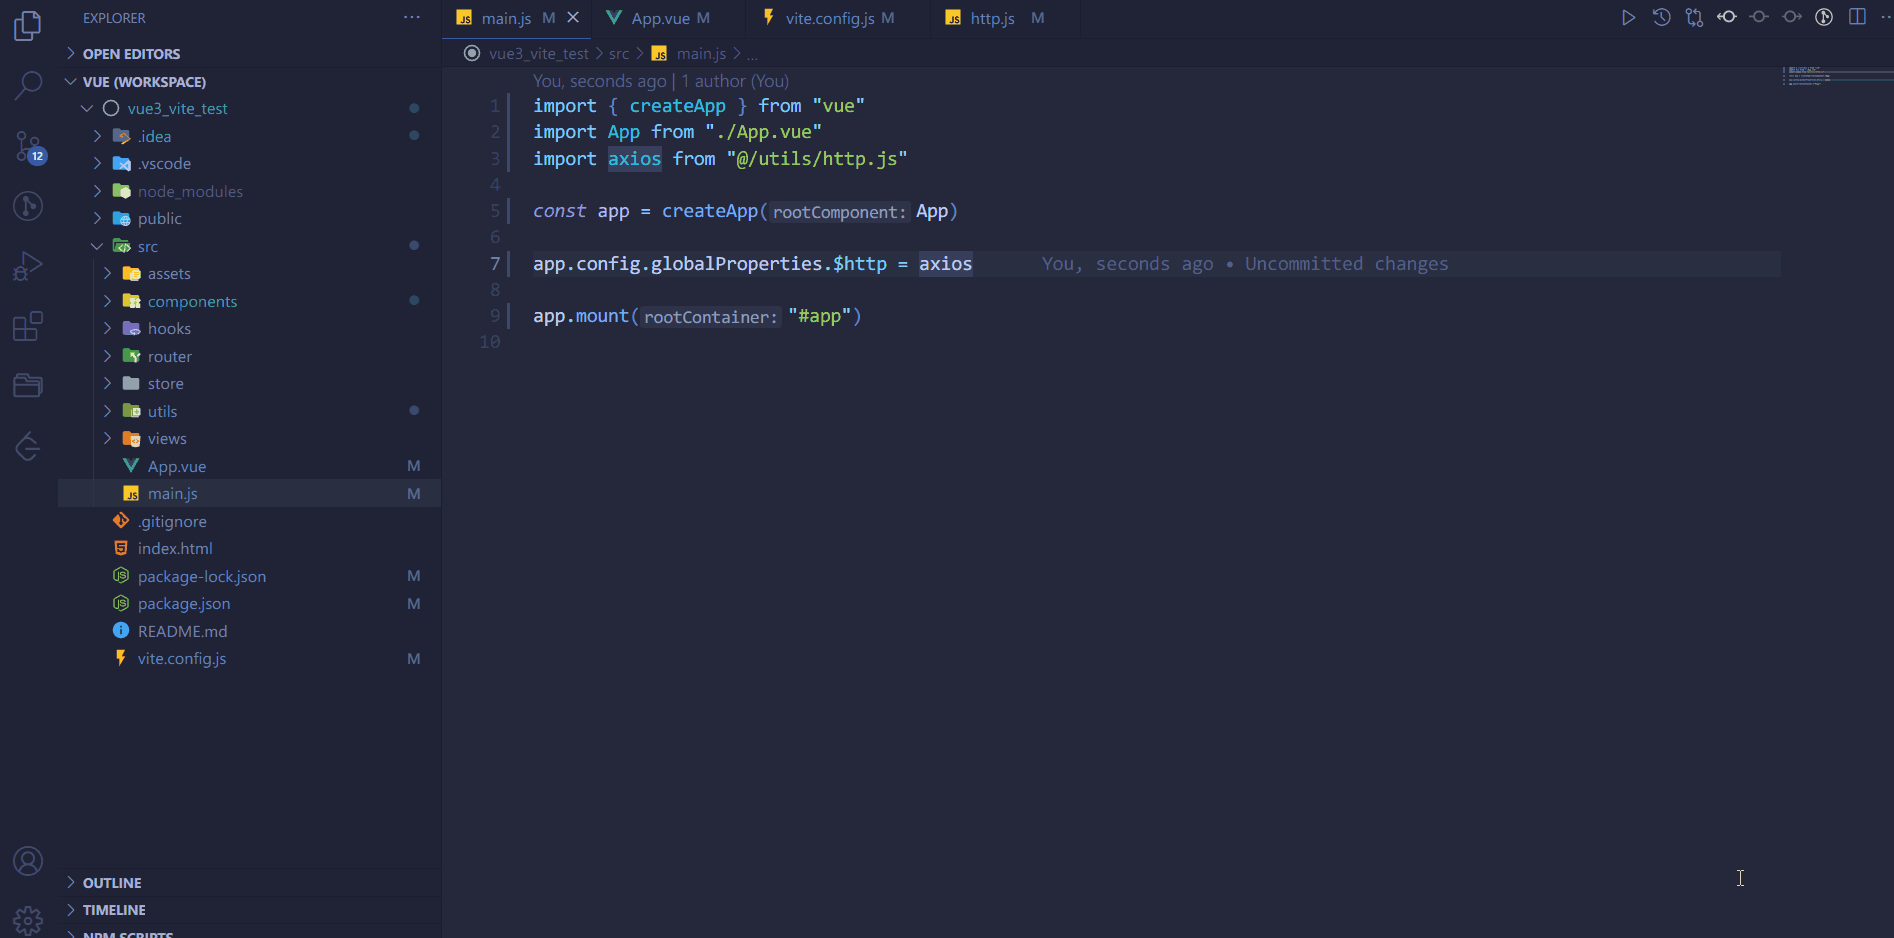 EXPLORER
OPEN EDITORS
VUE (WORKSPACE)
vue3_vite_test
.idea
.vscode
node_modules
public
src
assets
components
hooks
router
store
utils
views
App.vue M
main.js M
.gitignore
index.html
package-lock.json M
package.json M
README.md
vite.config.js M
OUTLINE
TIMELINE
NPM SCRIPTS
12
main.js M App.vue M vite.config.js M http.js M
vue3_vite_test > src > main.js > ...
You, seconds ago | 1 author (You)
1 import { createApp } from "vue"
2 import App from "./App.vue"
3 import axios from "@/utils/http.js"
4
5 const app = createApp(rootComponent: App)
6
7 app.config.globalProperties.$http = axios You, seconds ago • Uncommitted changes
8
9 app.mount(rootContainer: "#app")
10